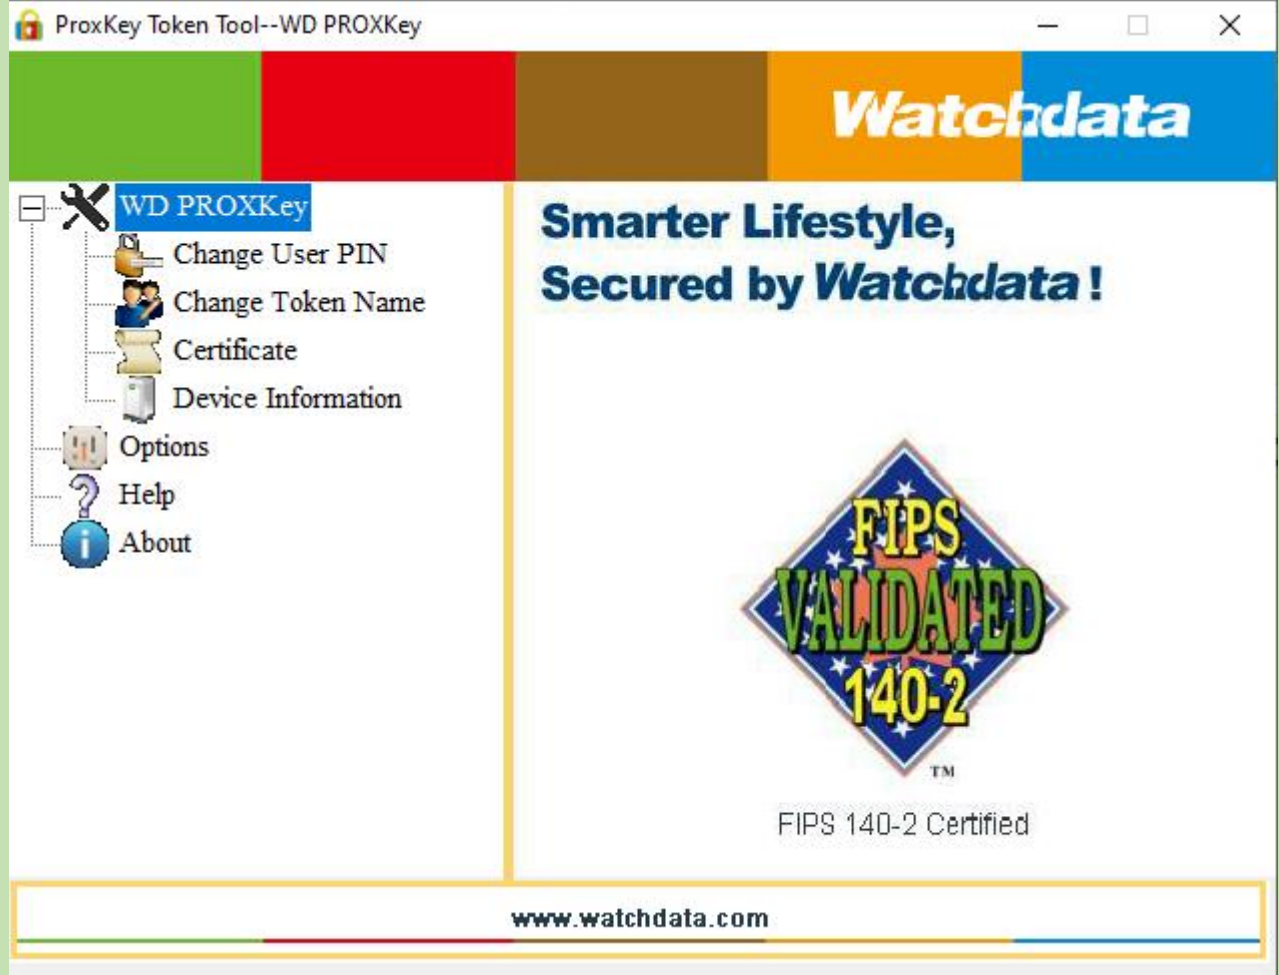 ProxKey Token Tool--WD PROXKey
Watchdata
WD PROXKey
Change User PIN
Change Token Name
Certificate
Device Information
Options
Help
About
Smarter Lifestyle,
Secured by Watchdata !
FIPS
VALIDATED
140-2
TM
FIPS 140-2 Certified
www.watchdata.com